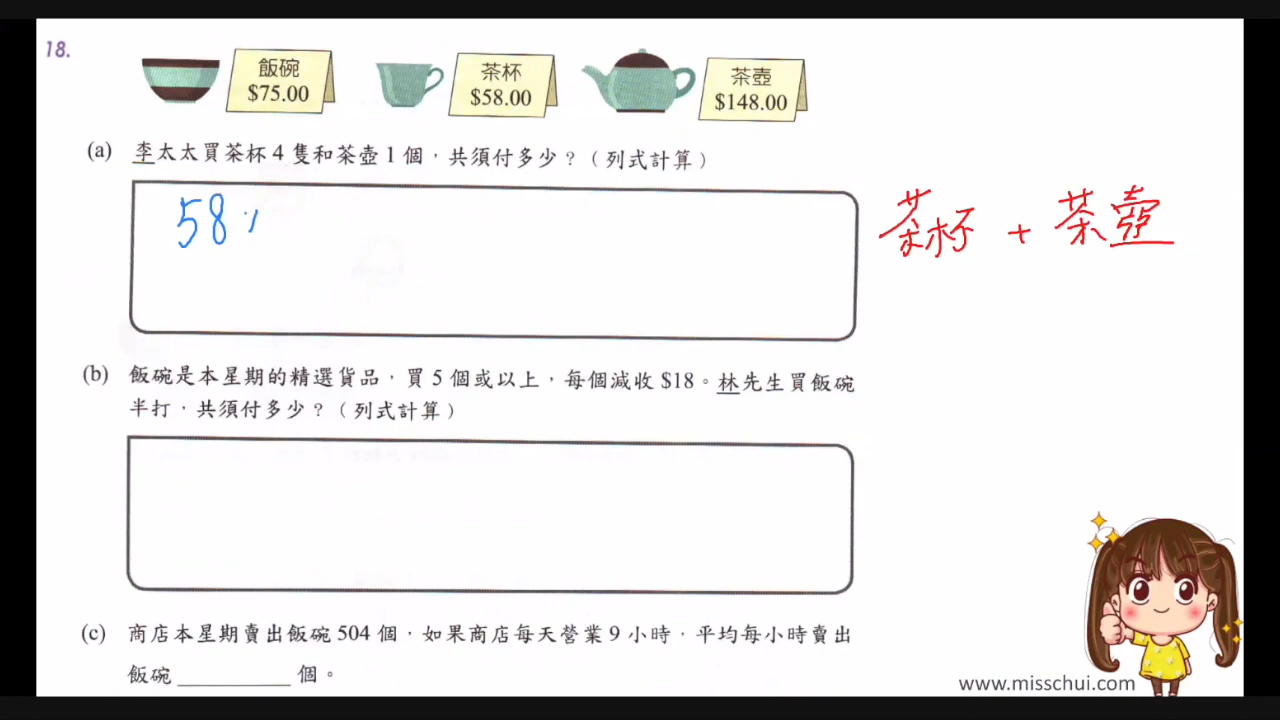 18.
飯碗
$75.00
茶杯
$58.00
茶壺
$148.00
(a) 李太太買茶杯 4 隻和茶壺 1 個，共須付多少？（列式計算）
58
茶杯 + 茶壺
(b) 飯碗是本星期的精選貨品，買 5 個或以上，每個減收 $18。林先生買飯碗
半打，共須付多少？（列式計算）
(c) 商店本星期賣出飯碗 504 個，如果商店每天營業 9 小時，平均每小時賣出
飯碗 __________ 個。
www.misschui.com